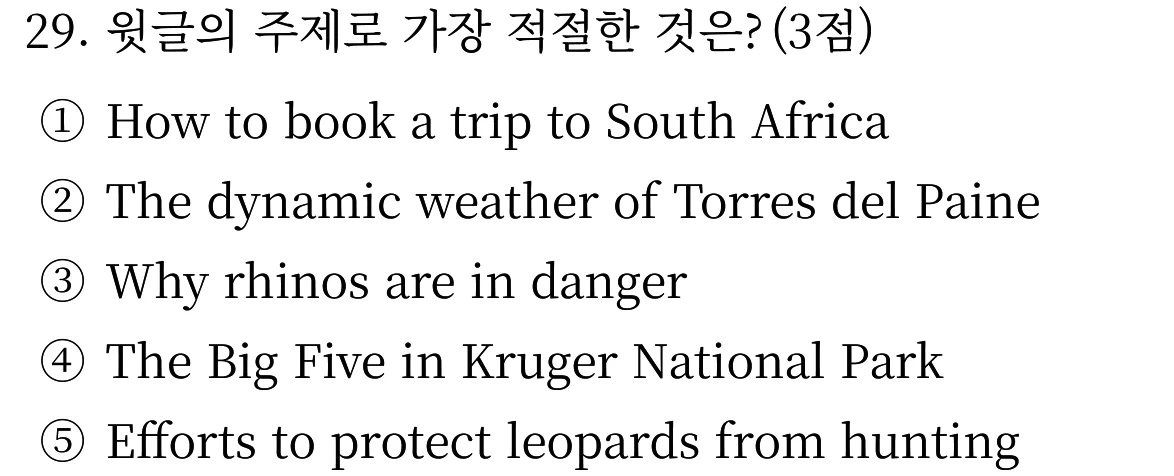 29. 윗글의 주제로 가장 적절한 것은? (3점)
① How to book a trip to South Africa
② The dynamic weather of Torres del Paine
③ Why rhinos are in danger
④ The Big Five in Kruger National Park
⑤ Efforts to protect leopards from hunting